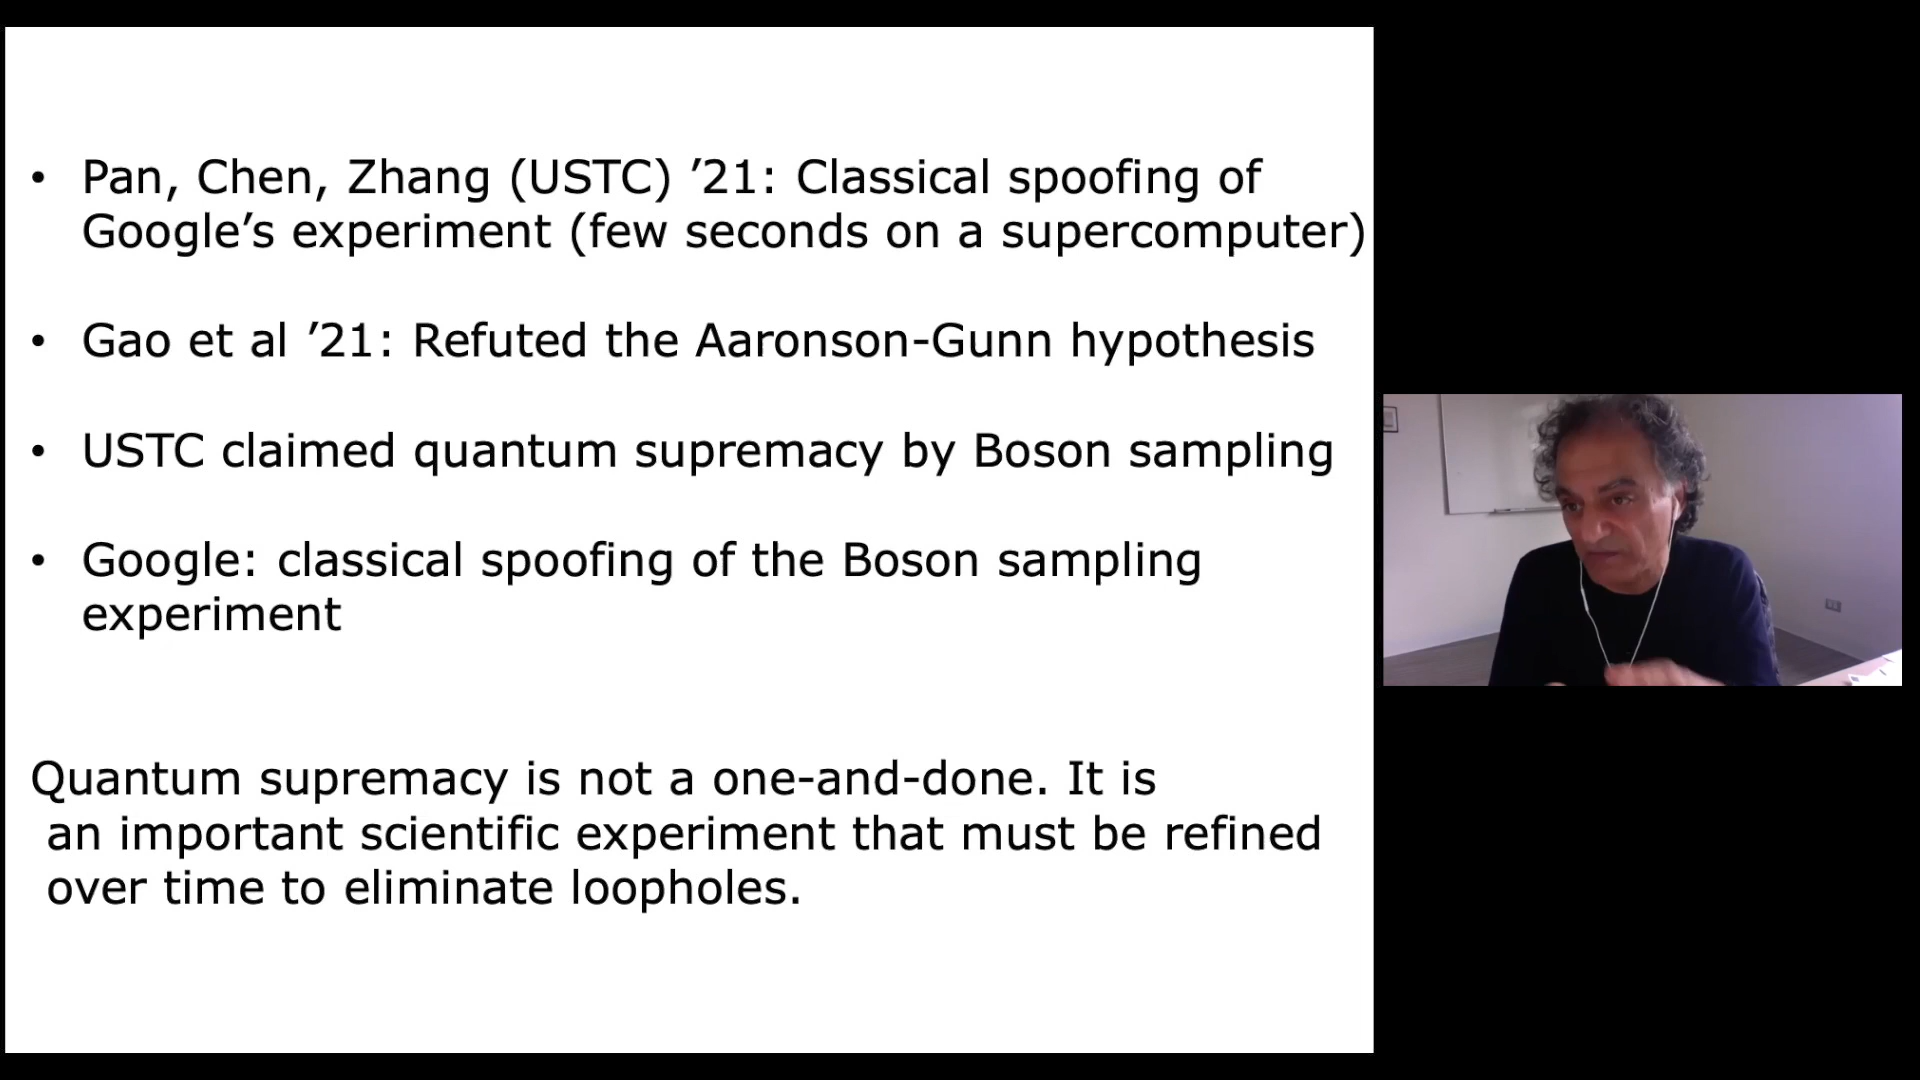 • Pan, Chen, Zhang (USTC) ’21: Classical spoofing of
Google’s experiment (few seconds on a supercomputer)
• Gao et al ’21: Refuted the Aaronson-Gunn hypothesis
• USTC claimed quantum supremacy by Boson sampling
• Google: classical spoofing of the Boson sampling
experiment
Quantum supremacy is not a one-and-done. It is
an important scientific experiment that must be refined
over time to eliminate loopholes.